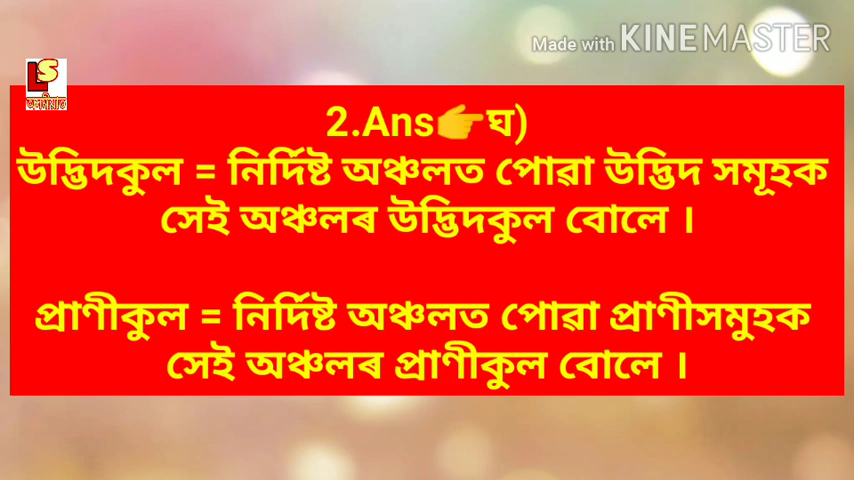 Made with KINEMASTER
LS
2.Ans👉ঘ)
উদ্ভিদকুল = নিৰ্দিষ্ট অঞ্চলত পোৱা উদ্ভিদ সমূহক
সেই অঞ্চলৰ উদ্ভিদকুল বোলে ।
প্ৰাণীকুল = নিৰ্দিষ্ট অঞ্চলত পোৱা প্ৰাণীসমুহক
সেই অঞ্চলৰ প্ৰাণীকুল বোলে ।